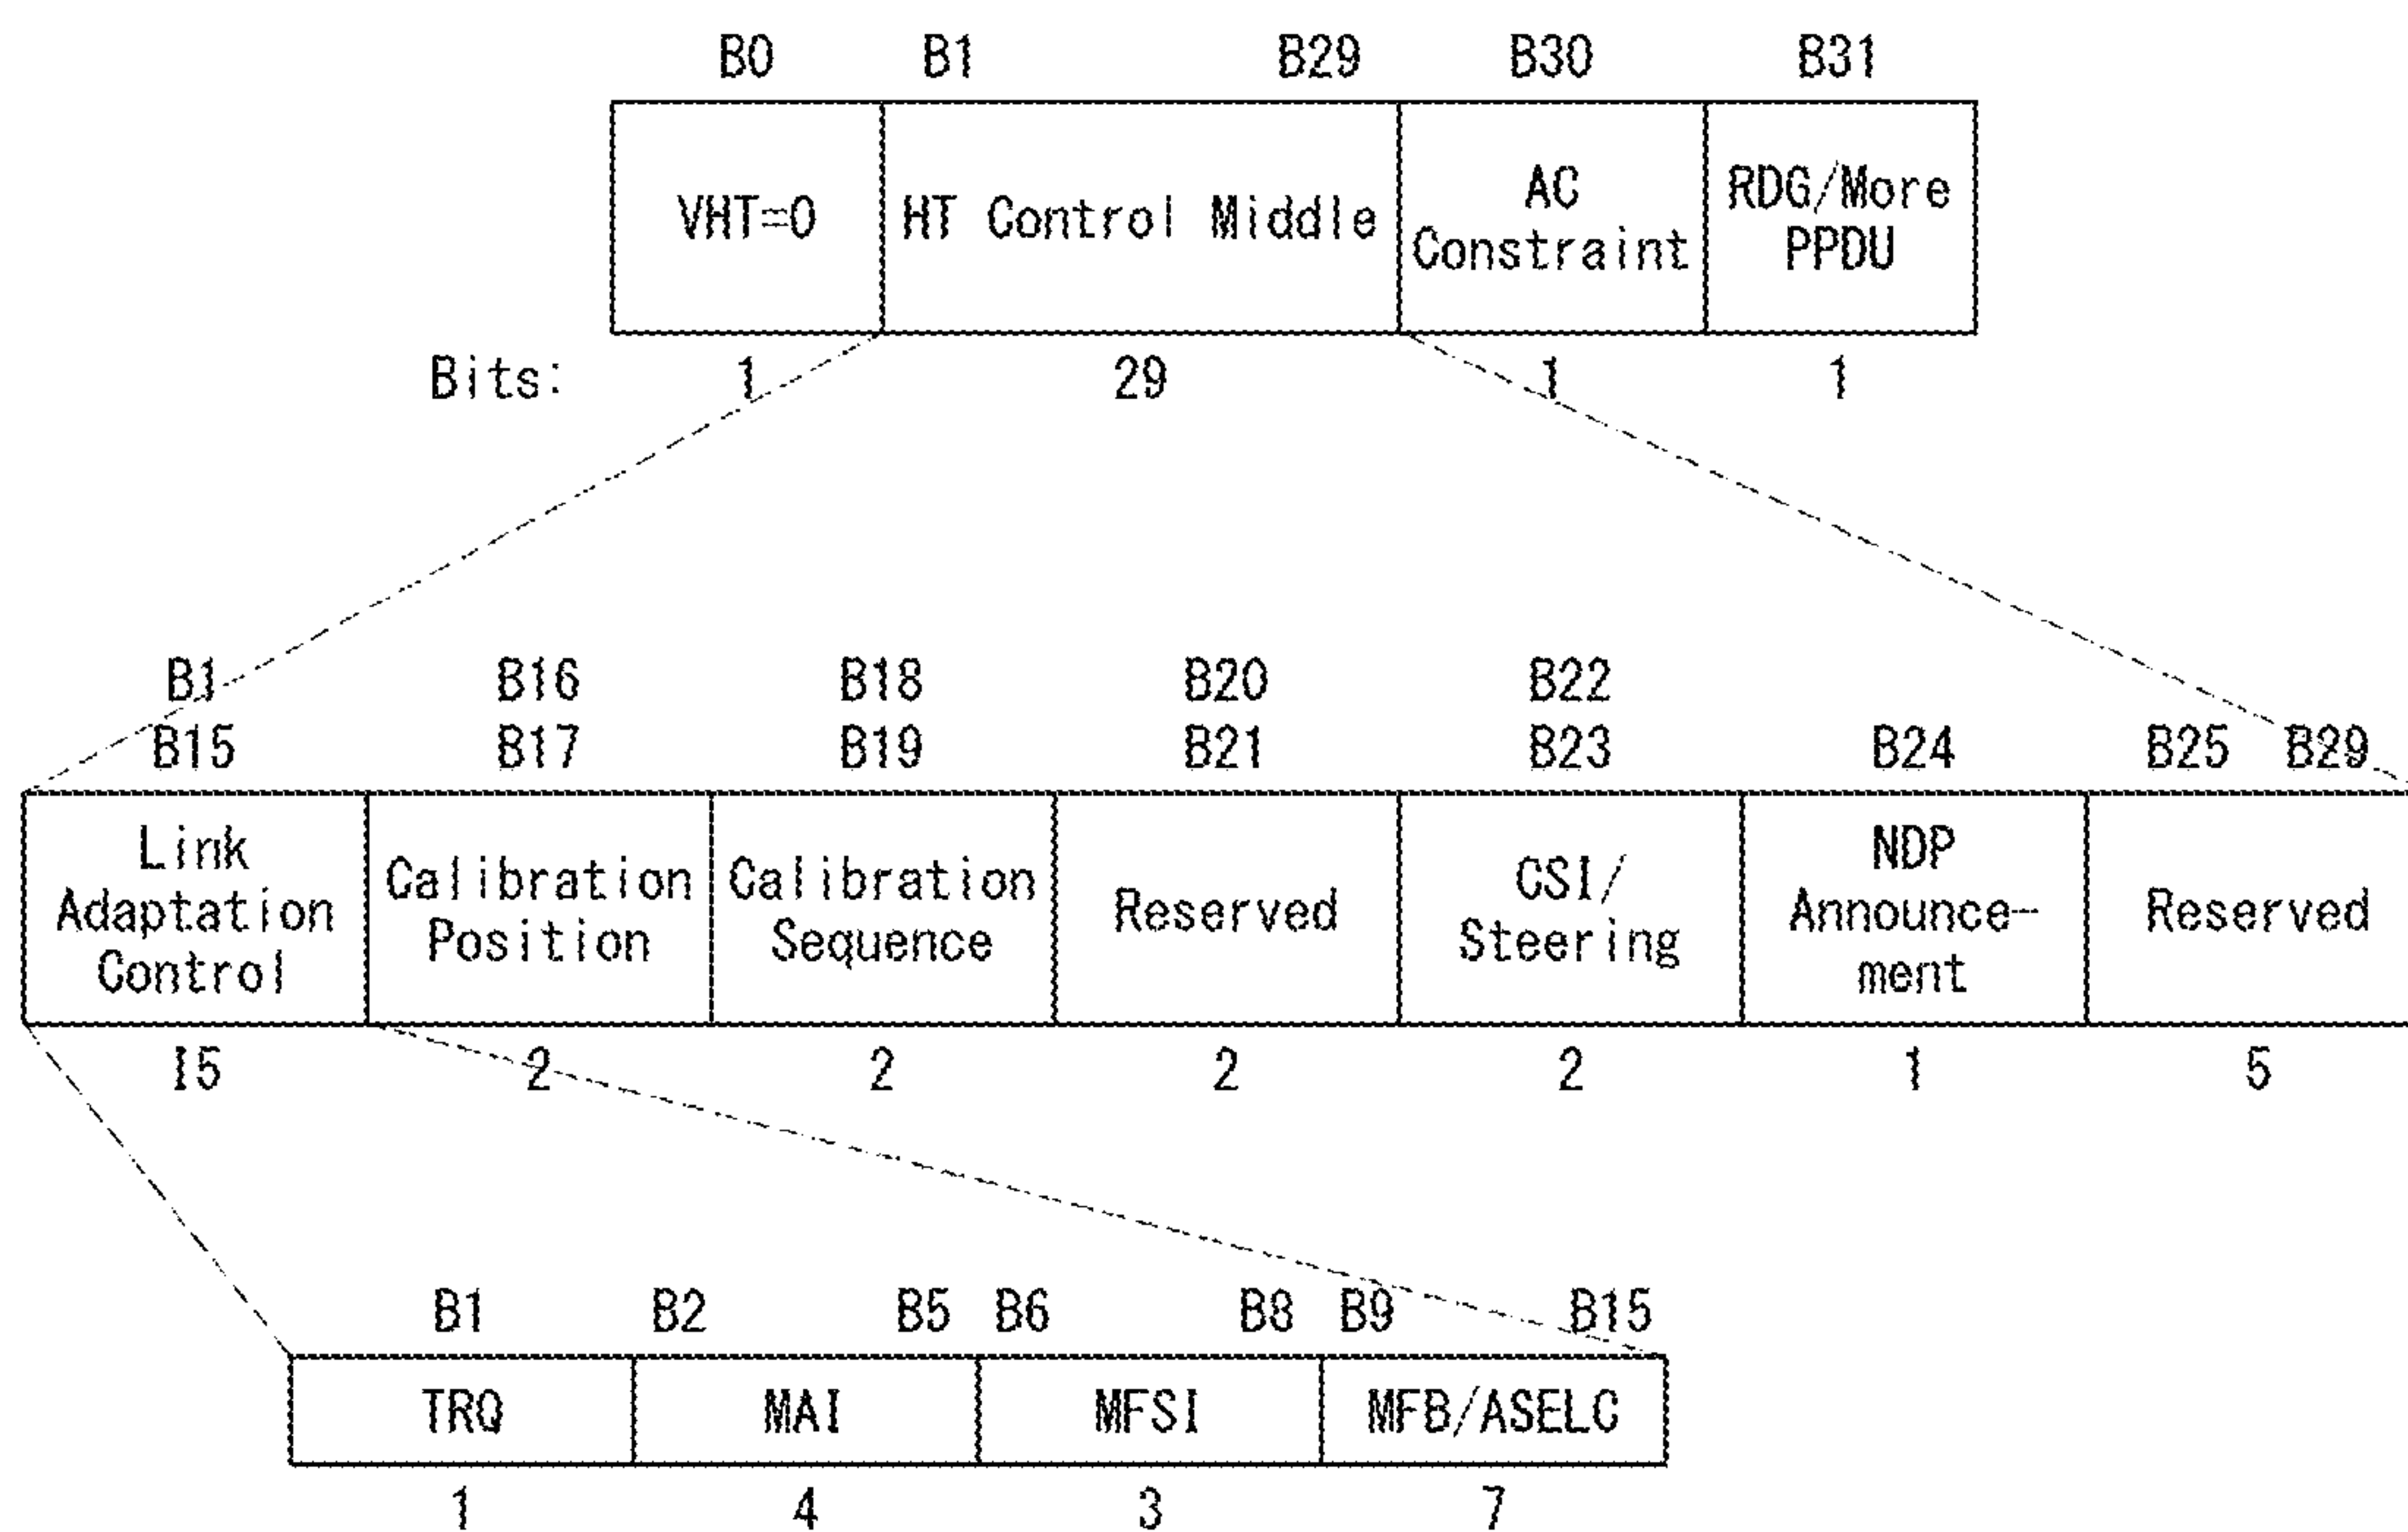 B0 B1 B29 B30 B31
VHT=0 HT Control Middle AC Constraint RDG/More PPDU
Bits: 1 29 1 1
B1 B16 B18 B20 B22
B15 B17 B19 B21 B23 B24 B25 B29
Link Adaptation Control
Calibration Position
Calibration Sequence
Reserved
CSI/ Steering
NDP Announce- ment
Reserved
15 2 2 2 2 1 5
B1 B2 B5 B6 B8 B9 B15
TRQ MAI MFSI MFB/ASELC
1 4 3 7